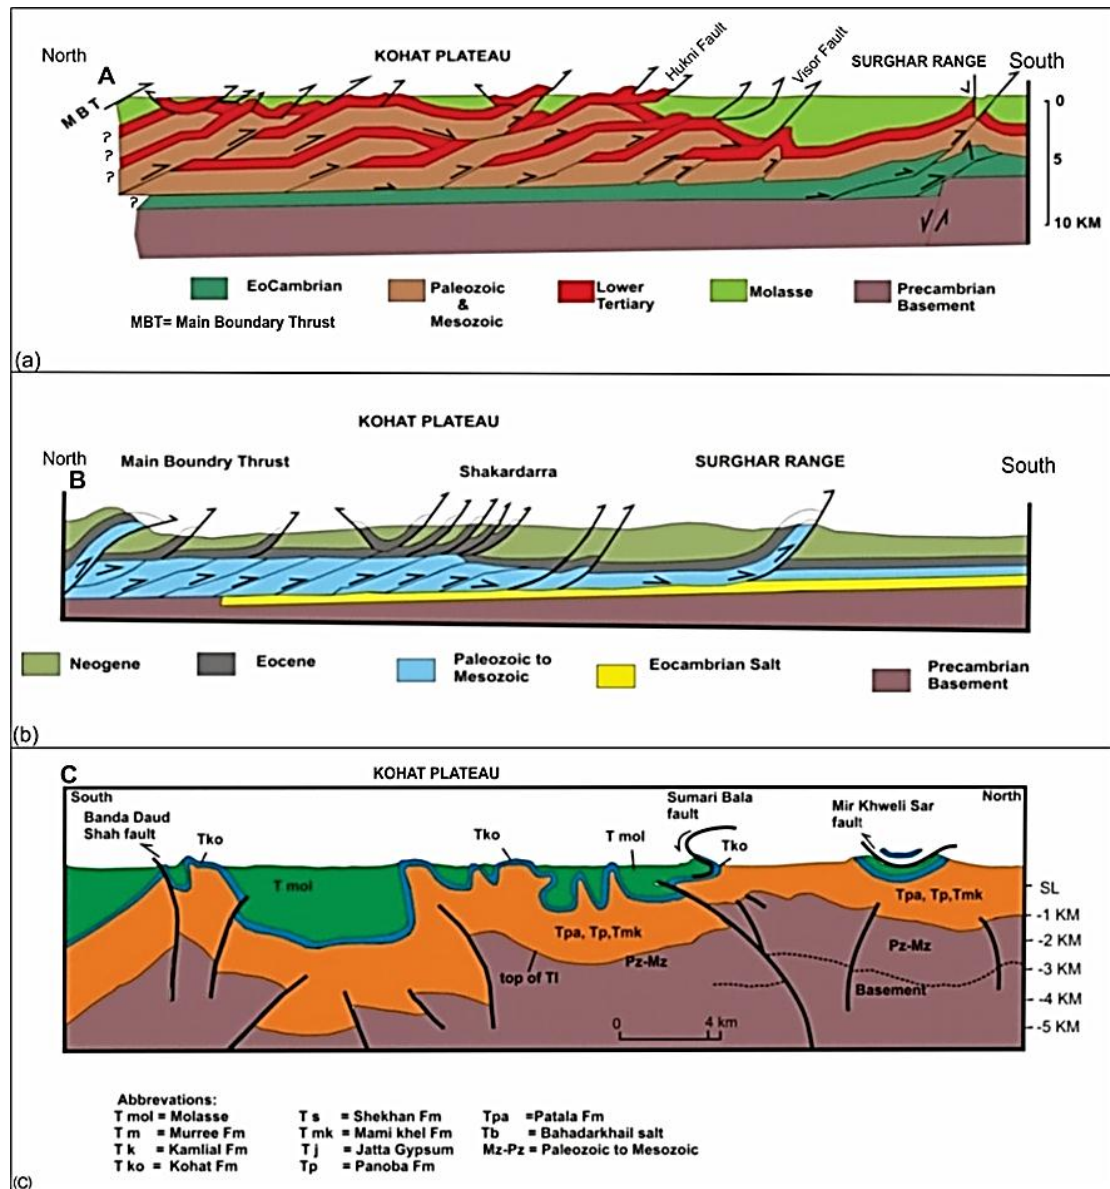 North
KOHAT PLATEAU
Hukni Fault
Visor Fault
SURGHAR RANGE
South
A
MBT
?
?
?
?
0
5
10 KM
EoCambrian
Paleozoic
&
Mesozoic
Lower
Tertiary
Molasse
Precambrian
Basement
MBT= Main Boundary Thrust
(a)
KOHAT PLATEAU
North
B
Main Boundry Thrust
Shakardarra
SURGHAR RANGE
South
Neogene
Eocene
Paleozoic to
Mesozoic
Eocambrian Salt
Precambrian
Basement
(b)
C
KOHAT PLATEAU
South
Banda Daud
Shah fault
Tko
Tko
T mol
Sumari Bala
fault
Tko
Mir Khweli Sar
fault
North
T mol
Tpa, Tp,Tmk
Tpa, Tp,Tmk
top of Tl
Pz-Mz
Pz-Mz
Basement
0 4 km
SL
-1 KM
-2 KM
-3 KM
-4 KM
-5 KM
Abbrevations:
T mol = Molasse
T m = Murree Fm
T k = Kamlial Fm
T ko = Kohat Fm
T s = Shekhan Fm
T mk = Mami khel Fm
T j = Jatta Gypsum
Tp = Panoba Fm
Tpa =Patala Fm
Tb = Bahadarkhail salt
Mz-Pz = Paleozoic to Mesozoic
(C)